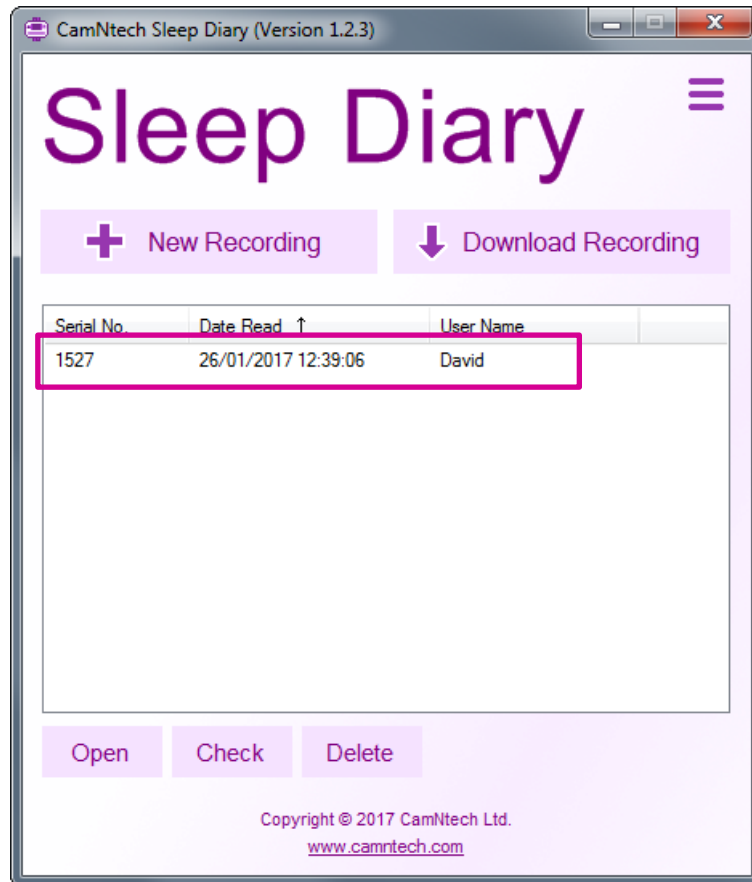 CamNtech Sleep Diary (Version 1.2.3)
Sleep Diary
New Recording Download Recording
Serial No. Date Read ↑ User Name
1527 26/01/2017 12:39:06 David
Open Check Delete
Copyright © 2017 CamNtech Ltd.
www.camntech.com